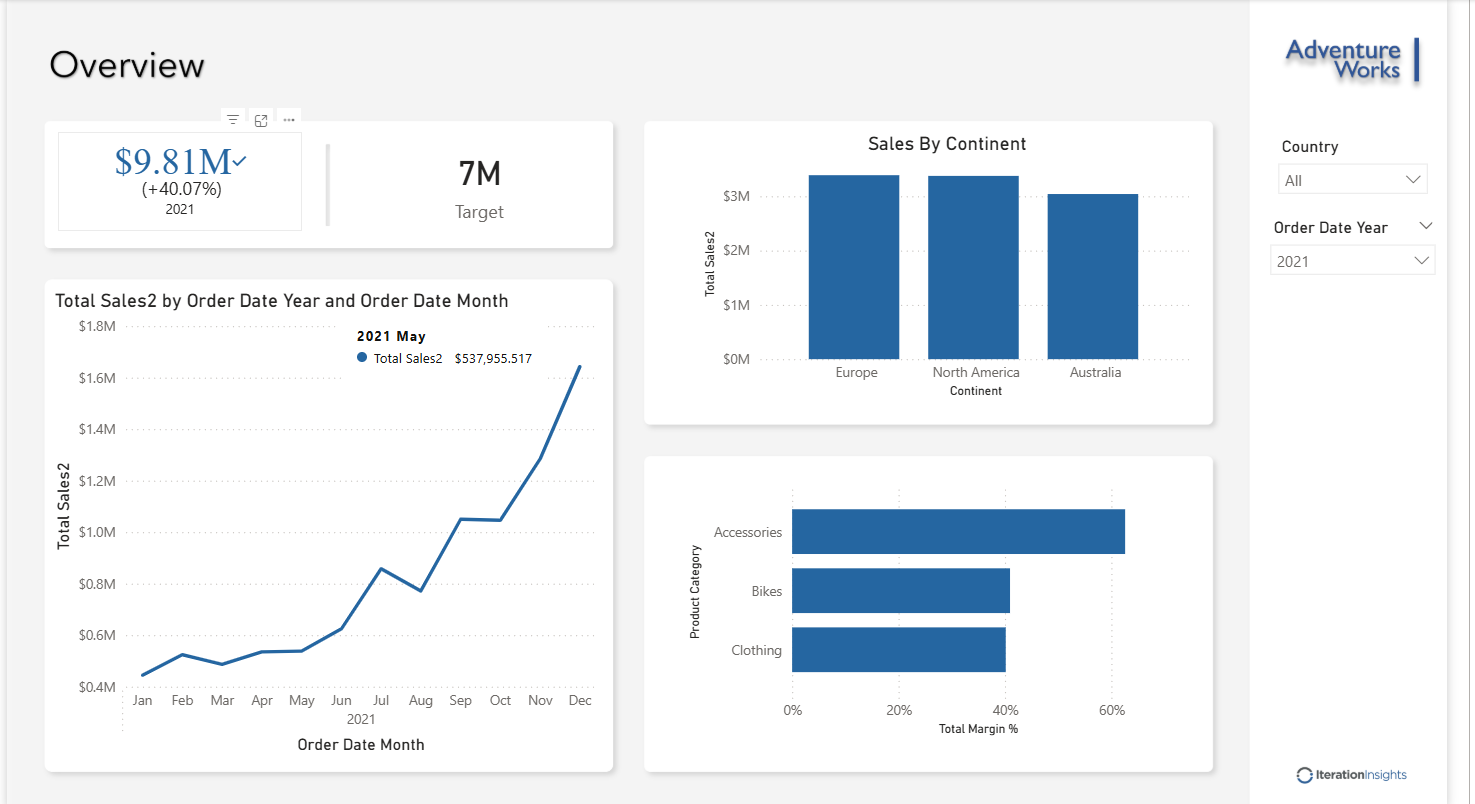 Overview
Adventure
Works
$9.81M
(+40.07%)
2021
7M
Target
Total Sales2 by Order Date Year and Order Date Month
$1.8M
$1.6M
$1.4M
$1.2M
$1.0M
$0.8M
$0.6M
$0.4M
Total Sales2
2021 May
Total Sales2 $537,955.517
Jan Feb Mar Apr May Jun Jul Aug Sep Oct Nov Dec
2021
Order Date Month
Sales By Continent
$3M
$2M
$1M
$0M
Total Sales2
Europe North America Australia
Continent
Product Category
Accessories
Bikes
Clothing
0% 20% 40% 60%
Total Margin %
Country
All
Order Date Year
2021
IterationInsights